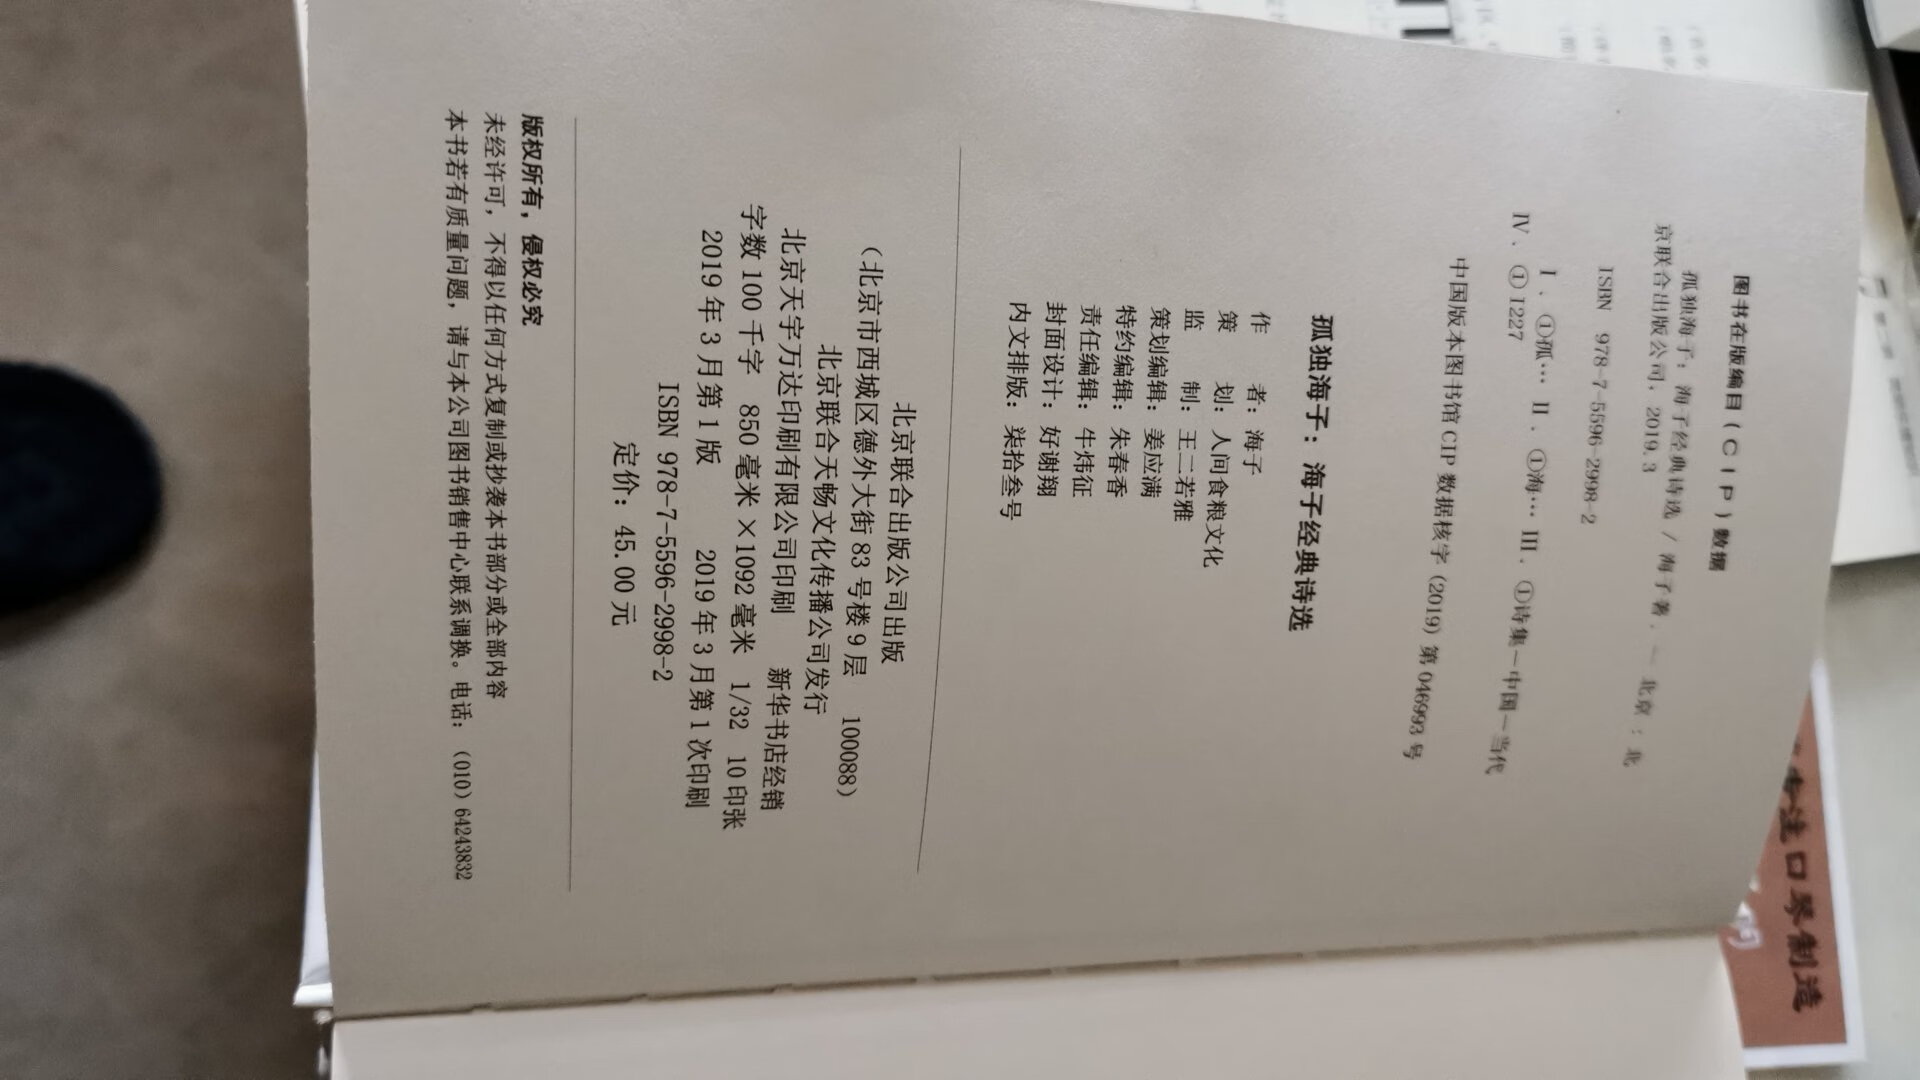 图书在版编目(CIP)数据
孤独海子：海子经典诗选 / 海子著. — 北京：北
京联合出版公司, 2019.3
ISBN 978-7-5596-2998-2
Ⅰ. ①孤… Ⅱ. ①海… Ⅲ. ①诗集—中国—当代
Ⅳ. ①I227
中国版本图书馆CIP数据核字(2019)第046993号
孤独海子：海子经典诗选
作 者：海子
策 划：人间食粮文化
监 制：王二若雅
策划编辑：姜应满
特约编辑：朱春香
责任编辑：牛炜征
封面设计：好谢翔
内文排版：柒拾叁号
北京联合出版公司出版
(北京市西城区德外大街83号楼9层 100088)
北京联合天畅文化传播公司发行
北京天宇万达印刷有限公司印刷 新华书店经销
字数100千字 850毫米×1092毫米 1/32 10印张
2019年3月第1版 2019年3月第1次印刷
ISBN 978-7-5596-2998-2
定价：45.00元
版权所有，侵权必究
未经许可，不得以任何方式复制或抄袭本书部分或全部内容
本书若有质量问题，请与本公司图书销售中心联系调换。电话：(010)64243832
专注口琴制造